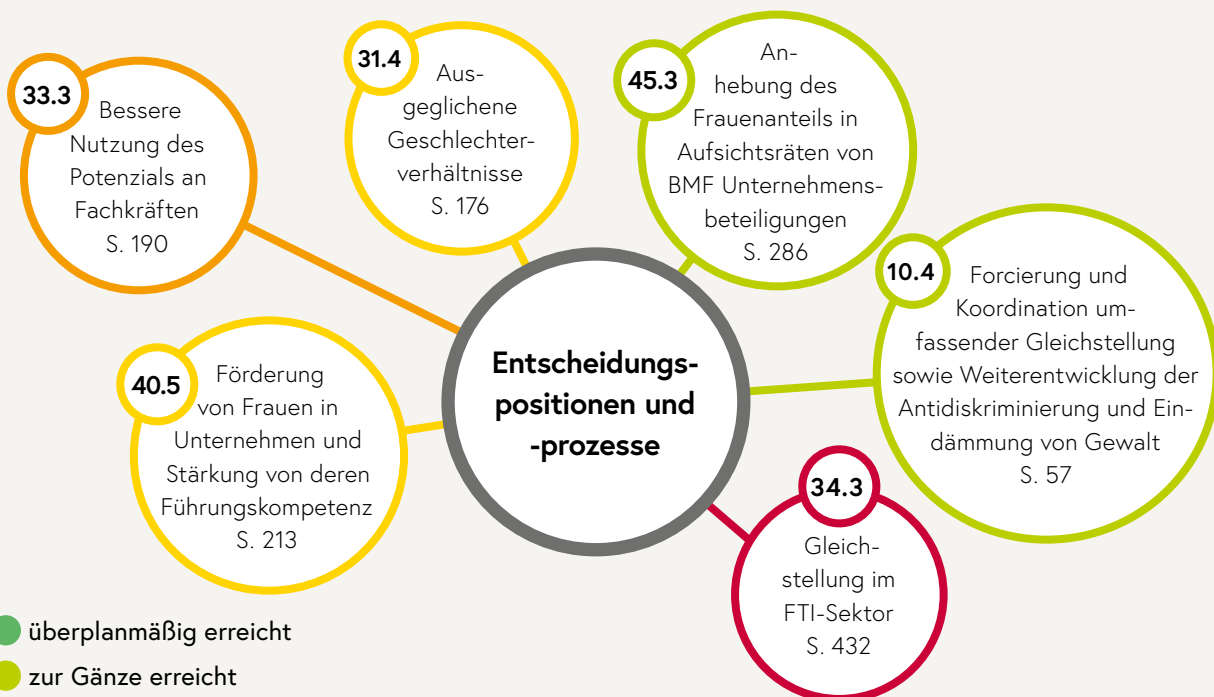 33.3
Bessere
Nutzung des
Potenzials an
Fachkräften
S. 190
31.4
Aus-
geglichene
Geschlechter-
verhältnisse
S. 176
45.3
An-
hebung des
Frauenanteils in
Aufsichtsräten von
BMF Unternehmens-
beteiligungen
S. 286
10.4
Forcierung und
Koordination um-
fassender Gleichstellung
sowie Weiterentwicklung der
Antidiskriminierung und Ein-
dämmung von Gewalt
S. 57
Entscheidungs-
positionen und
-prozesse
40.5
Förderung
von Frauen in
Unternehmen und
Stärkung von deren
Führungskompetenz
S. 213
34.3
Gleich-
stellung im
FTI-Sektor
S. 432
überplanmäßig erreicht
zur Gänze erreicht